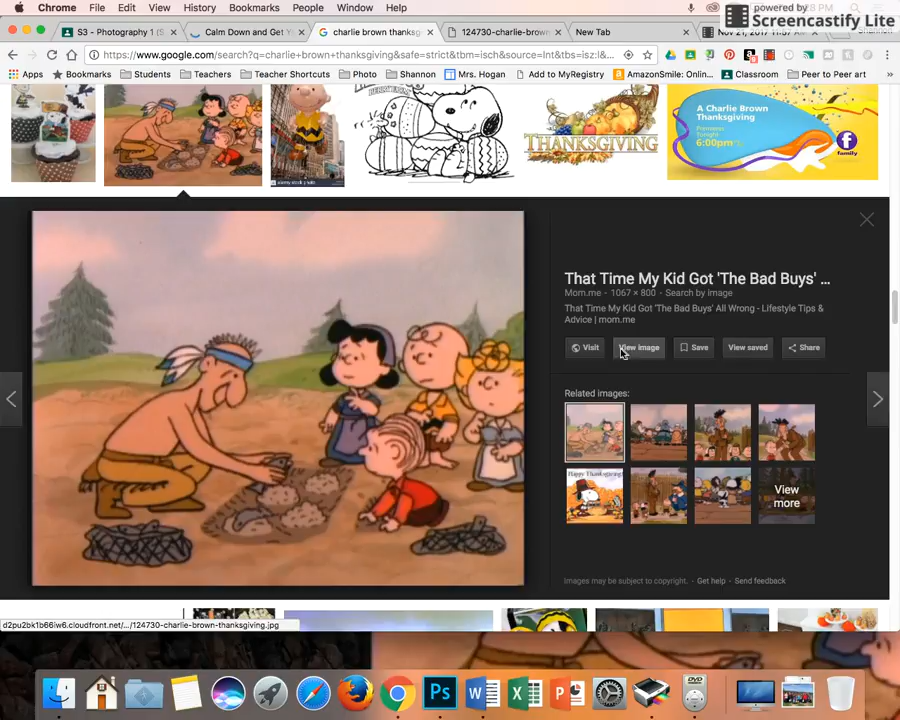 Chrome File Edit View History Bookmarks People Window Help
powered by
Screencastify Lite
S3 - Photography 1 (S
Calm Down and Get Y
charlie brown thanksg
124730-charlie-brown
New Tab
Nov 21, 2017 11:57
https://www.google.com/search?q=charlie+brown+thanksgiving&safe=strict&tbm=isch&source=lnt&tbs=isz:l&
Apps Bookmarks Students Teachers Teacher Shortcuts Photo Shannon Mrs. Hogan Add to MyRegistry AmazonSmile: Onlin... Classroom Peer to Peer art »
THANKSGIVING
A Charlie Brown
Thanksgiving
Premieres
Tonight
6:00pm
family
That Time My Kid Got 'The Bad Buys' ...
Mom.me - 1067 × 800 - Search by image
That Time My Kid Got 'The Bad Buys' All Wrong - Lifestyle Tips &
Advice | mom.me
Visit View image Save View saved Share
Related images:
Happy Thanksgiving
View
more
Images may be subject to copyright. - Get help - Send feedback
d2pu2bk1b66iw6.cloudfront.net/.../124730-charlie-brown-thanksgiving.jpg
Ps W X P